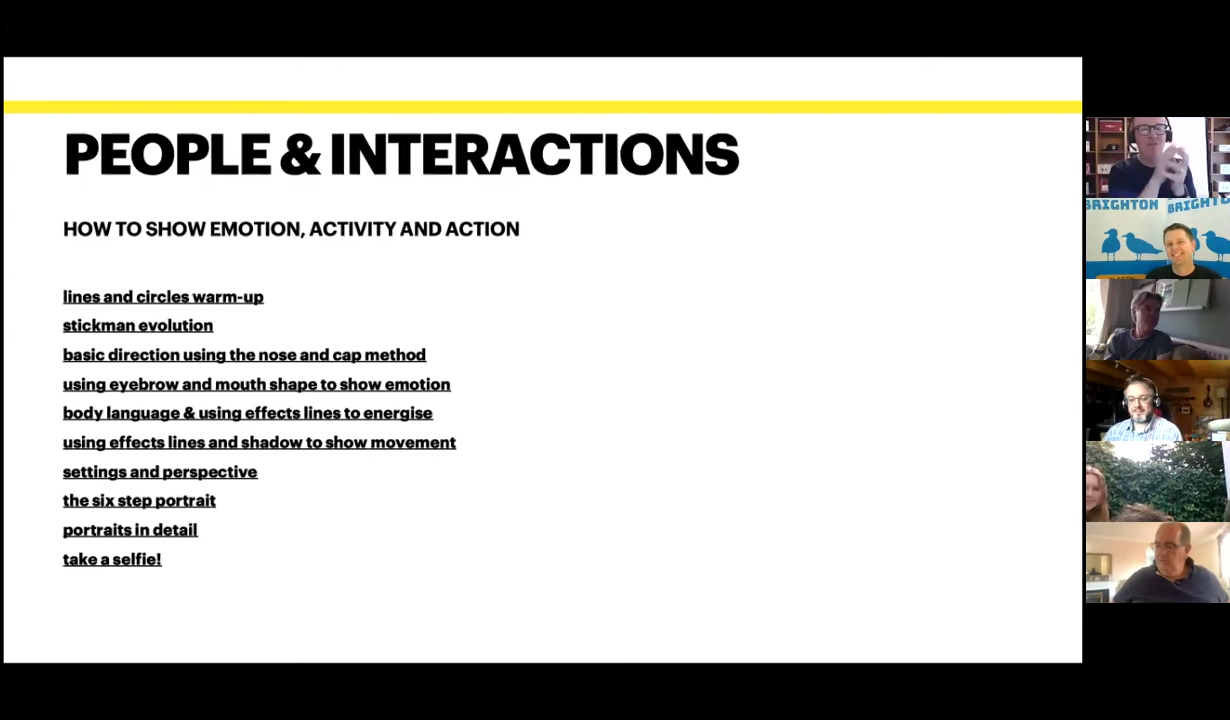 PEOPLE & INTERACTIONS
HOW TO SHOW EMOTION, ACTIVITY AND ACTION
lines and circles warm-up
stickman evolution
basic direction using the nose and cap method
using eyebrow and mouth shape to show emotion
body language & using effects lines to energise
using effects lines and shadow to show movement
settings and perspective
the six step portrait
portraits in detail
take a selfie!
BRIGHTON BRIGHTON